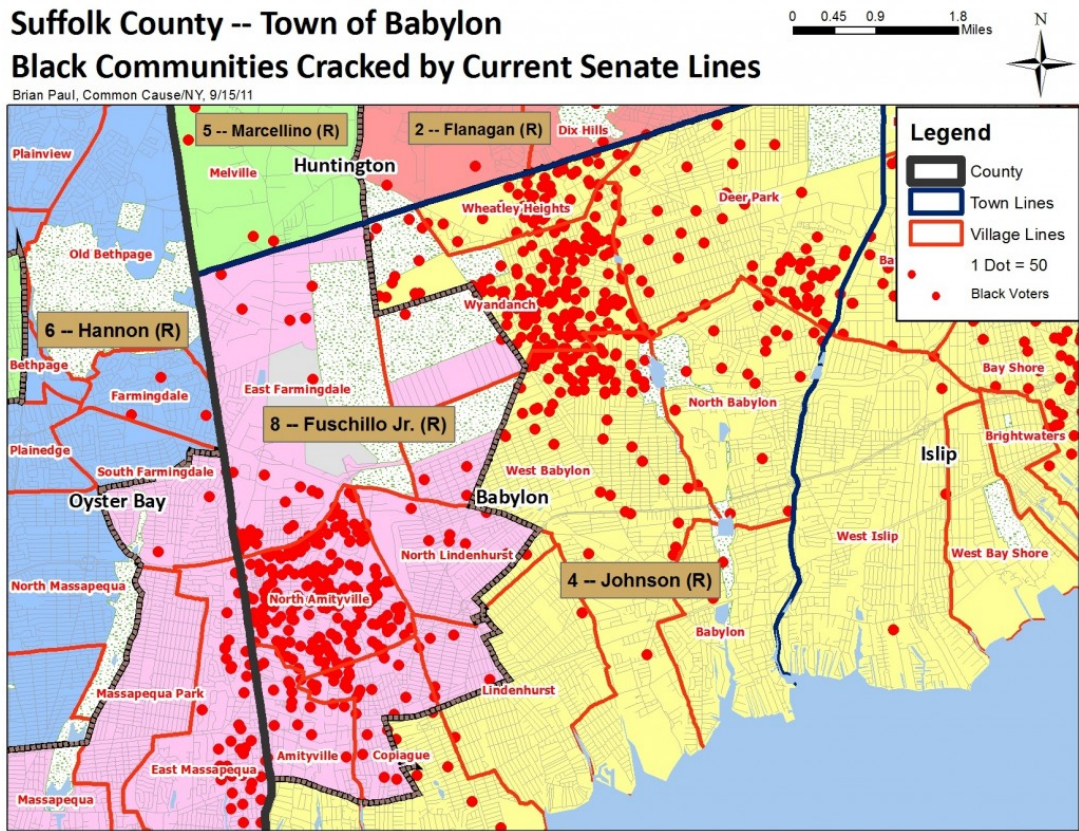 Suffolk County -- Town of Babylon
Black Communities Cracked by Current Senate Lines
Brian Paul, Common Cause/NY, 9/15/11
0 0.45 0.9 1.8
Miles
N
Legend
County
Town Lines
Village Lines
1 Dot = 50
Black Voters
5 -- Marcellino (R)
2 -- Flanagan (R)
Dix Hills
Plainview
Melville
Huntington
Wheatley Heights
Deer Park
Old Bethpage
Ba
Wyandanch
6 -- Hannon (R)
Bethpage
Farmingdale
East Farmingdale
North Babylon
Bay Shore
8 -- Fuschillo Jr. (R)
Brightwaters
Plainedge
South Farmingdale
West Babylon
Islip
Oyster Bay
Babylon
West Islip
North Lindenhurst
West Bay Shore
North Massapequa
4 -- Johnson (R)
North Amityville
Babylon
Massapequa Park
Lindenhurst
Amityville
Copiague
East Massapequa
Massapequa